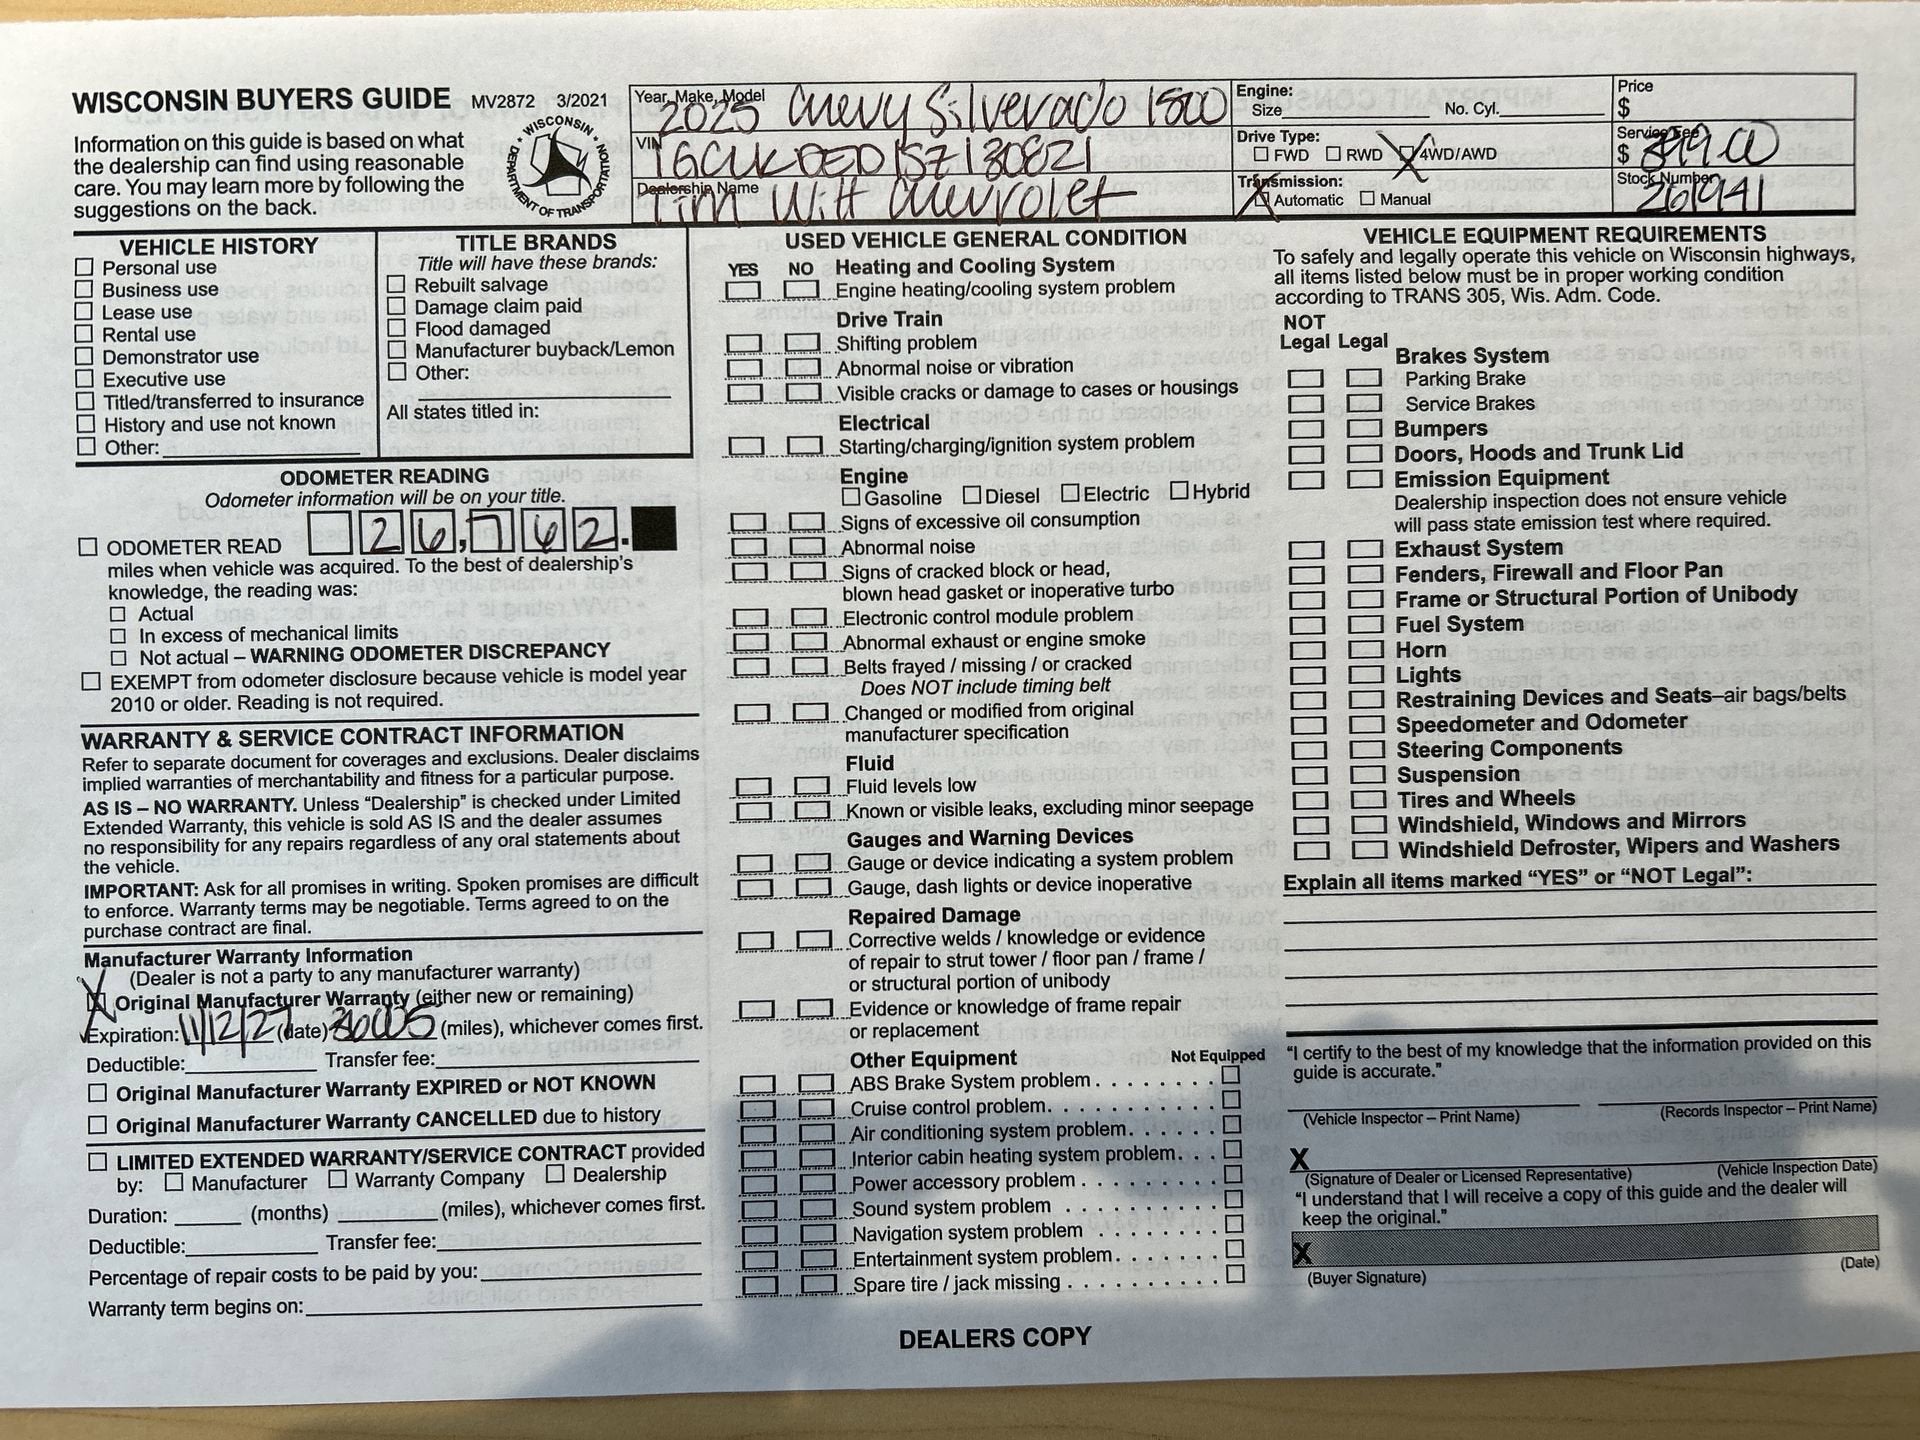 WISCONSIN BUYERS GUIDE MV2872 3/2021
Information on this guide is based on what
the dealership can find using reasonable
care. You may learn more by following the
suggestions on the back.
WISCONSIN
DEPARTMENT OF TRANSPORTATION
Year, Make, Model 2025 Chevy Silverado 1500
VIN
Dealership Name Tim Witt Chevrolet
Engine:
Size No. Cyl.
Drive Type:
FWD RWD X 4WD/AWD
Transmission:
X Automatic Manual
Price
$
Service Fee
$
Stock Number
VEHICLE HISTORY
Personal use
Business use
Lease use
Rental use
Demonstrator use
Executive use
Titled/transferred to insurance
History and use not known
Other:
TITLE BRANDS
Title will have these brands:
Rebuilt salvage
Damage claim paid
Flood damaged
Manufacturer buyback/Lemon
Other:
All states titled in:
ODOMETER READING
Odometer information will be on your title.
ODOMETER READ 26,762.
miles when vehicle was acquired. To the best of dealership's
knowledge, the reading was:
Actual
In excess of mechanical limits
Not actual – WARNING ODOMETER DISCREPANCY
EXEMPT from odometer disclosure because vehicle is model year
2010 or older. Reading is not required.
WARRANTY & SERVICE CONTRACT INFORMATION
Refer to separate document for coverages and exclusions. Dealer disclaims
implied warranties of merchantability and fitness for a particular purpose.
AS IS – NO WARRANTY. Unless "Dealership" is checked under Limited
Extended Warranty, this vehicle is sold AS IS and the dealer assumes
no responsibility for any repairs regardless of any oral statements about
the vehicle.
IMPORTANT: Ask for all promises in writing. Spoken promises are difficult
to enforce. Warranty terms may be negotiable. Terms agreed to on the
purchase contract are final.
Manufacturer Warranty Information
(Dealer is not a party to any manufacturer warranty)
X Original Manufacturer Warranty (either new or remaining)
Expiration: 11/2/27 (date) 36005 (miles), whichever comes first.
Deductible: Transfer fee:
Original Manufacturer Warranty EXPIRED or NOT KNOWN
Original Manufacturer Warranty CANCELLED due to history
LIMITED EXTENDED WARRANTY/SERVICE CONTRACT provided
by: Manufacturer Warranty Company Dealership
Duration: (months) (miles), whichever comes first.
Deductible: Transfer fee:
Percentage of repair costs to be paid by you:
Warranty term begins on:
USED VEHICLE GENERAL CONDITION
YES NO Heating and Cooling System
Engine heating/cooling system problem
Drive Train
Shifting problem
Abnormal noise or vibration
Visible cracks or damage to cases or housings
Electrical
Starting/charging/ignition system problem
Engine
Gasoline Diesel Electric Hybrid
Signs of excessive oil consumption
Abnormal noise
Signs of cracked block or head,
blown head gasket or inoperative turbo
Electronic control module problem
Abnormal exhaust or engine smoke
Belts frayed / missing / or cracked
Does NOT include timing belt
Changed or modified from original
manufacturer specification
Fluid
Fluid levels low
Known or visible leaks, excluding minor seepage
Gauges and Warning Devices
Gauge or device indicating a system problem
Gauge, dash lights or device inoperative
Repaired Damage
Corrective welds / knowledge or evidence
of repair to strut tower / floor pan / frame /
or structural portion of unibody
Evidence or knowledge of frame repair
or replacement
Other Equipment Not Equipped
ABS Brake System problem
Cruise control problem
Air conditioning system problem
Interior cabin heating system problem
Power accessory problem
Sound system problem
Navigation system problem
Entertainment system problem
Spare tire / jack missing
VEHICLE EQUIPMENT REQUIREMENTS
To safely and legally operate this vehicle on Wisconsin highways,
all items listed below must be in proper working condition
according to TRANS 305, Wis. Adm. Code.
NOT
Legal Legal
Brakes System
Parking Brake
Service Brakes
Bumpers
Doors, Hoods and Trunk Lid
Emission Equipment
Dealership inspection does not ensure vehicle
will pass state emission test where required.
Exhaust System
Fenders, Firewall and Floor Pan
Frame or Structural Portion of Unibody
Fuel System
Horn
Lights
Restraining Devices and Seats–air bags/belts
Speedometer and Odometer
Steering Components
Suspension
Tires and Wheels
Windshield, Windows and Mirrors
Windshield Defroster, Wipers and Washers
Explain all items marked "YES" or "NOT Legal":
"I certify to the best of my knowledge that the information provided on this
guide is accurate."
(Vehicle Inspector – Print Name) (Records Inspector – Print Name)
X
(Signature of Dealer or Licensed Representative) (Vehicle Inspection Date)
"I understand that I will receive a copy of this guide and the dealer will
keep the original."
X
(Buyer Signature) (Date)
DEALERS COPY